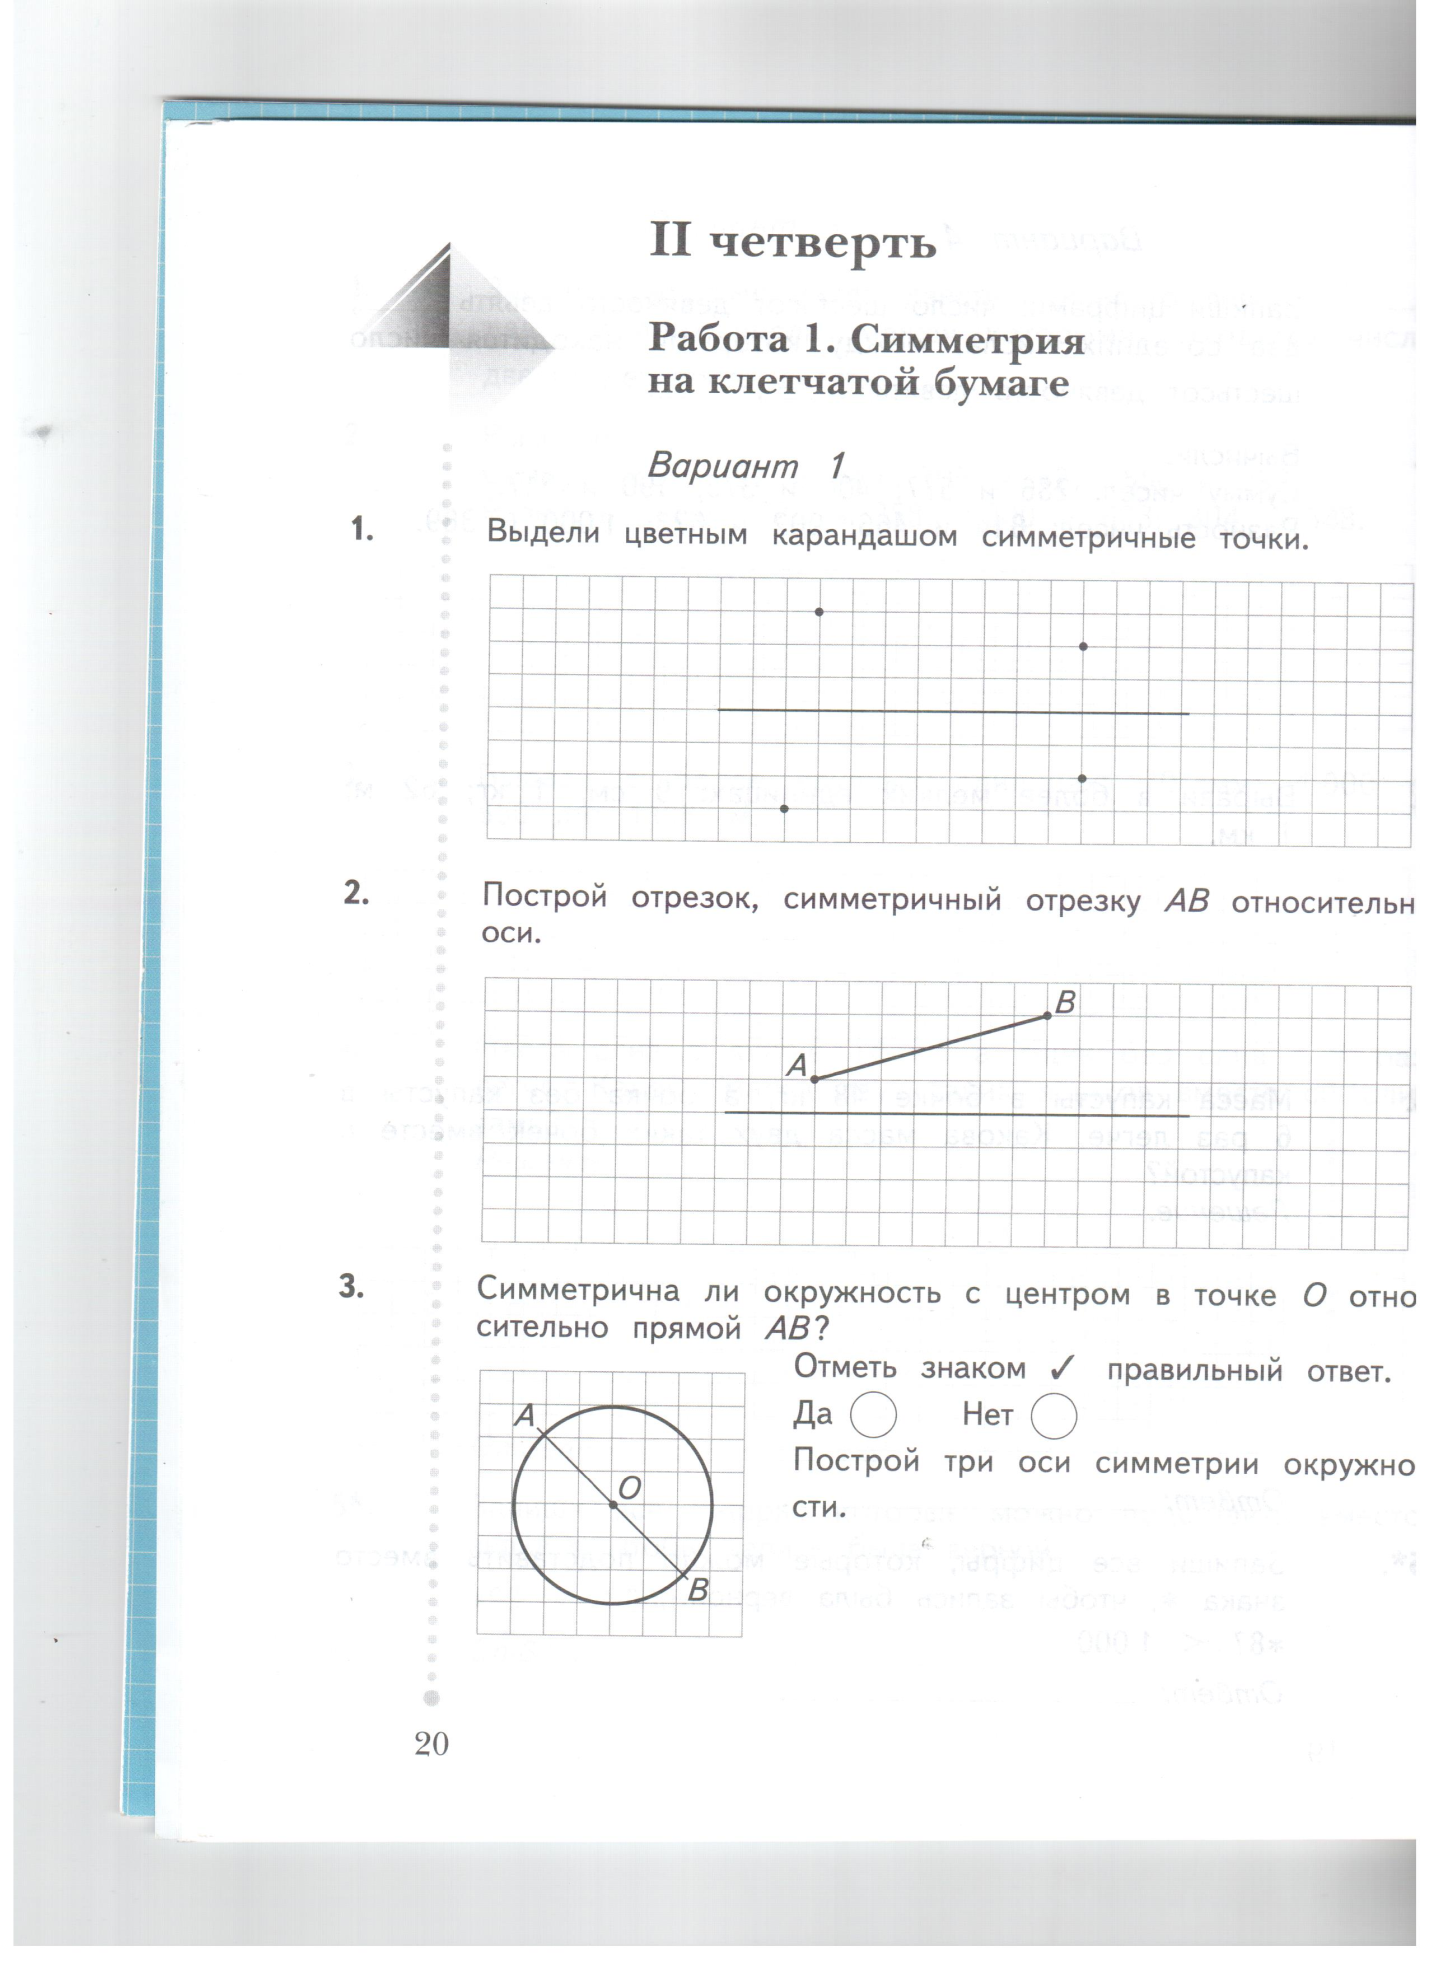 II четверть
Работа 1. Симметрия
на клетчатой бумаге
Вариант 1
1. Выдели цветным карандашом симметричные точки.
2. Построй отрезок, симметричный отрезку AB относительн
оси.
B
A
3. Симметрична ли окружность с центром в точке O отно
сительно прямой AB?
Отметь знаком ✓ правильный ответ.
Да Нет
Построй три оси симметрии окружно
сти.
A
O
B
20